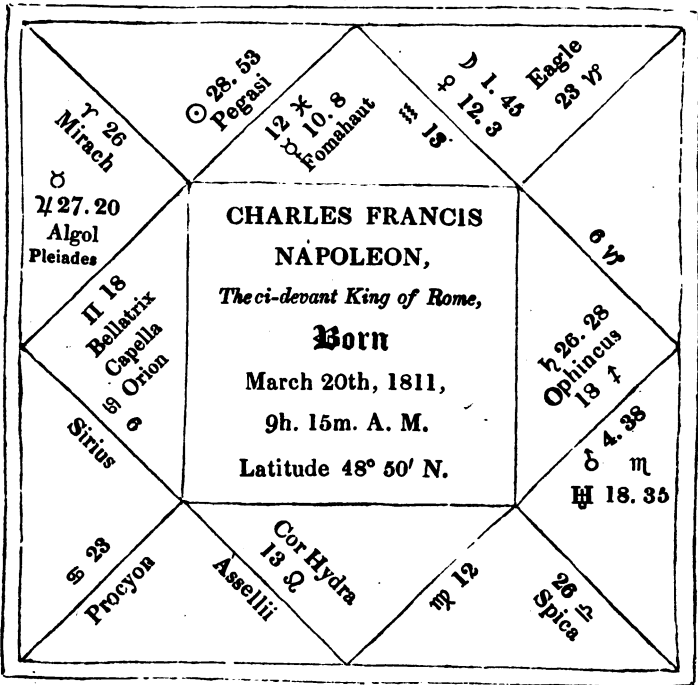 CHARLES FRANCIS
NAPOLEON,
The ci-devant King of Rome,
Born
March 20th, 1811,
9h. 15m. A. M.
Latitude 48° 50′ N.
☉ 28. 53
Pegasi
12 ♓
☿ 10. 8
Fomahaut
♒ 13
☽ 1. 45
♀ 12. 3
Eagle
23 ♑
♈ 26
Mirach
♉
♃ 27. 20
Algol
Pleiades
♊ 18
Bellatrix
Capella
Orion
♋ 6
Sirius
♋ 23
Procyon
Assellii
Cor Hydra
13 ♌
♍ 12
26 ♎
Spica
♂ 4. 38
♏
♅ 18. 35
♄ 26. 28
Ophincus
18 ♐
6 ♑